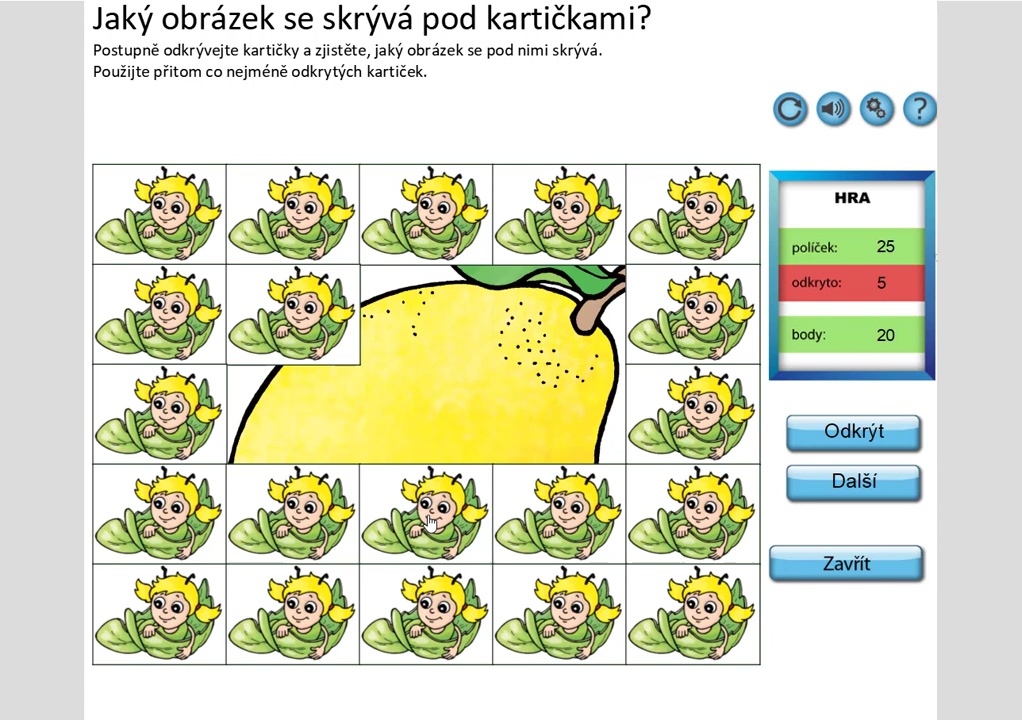 Jaký obrázek se skrývá pod kartičkami?
Postupně odkrývejte kartičky a zjistěte, jaký obrázek se pod nimi skrývá.
Použijte přitom co nejméně odkrytých kartiček.
?
HRA
políček: 25
odkryto: 5
body: 20
Odkrýt
Další
Zavřít